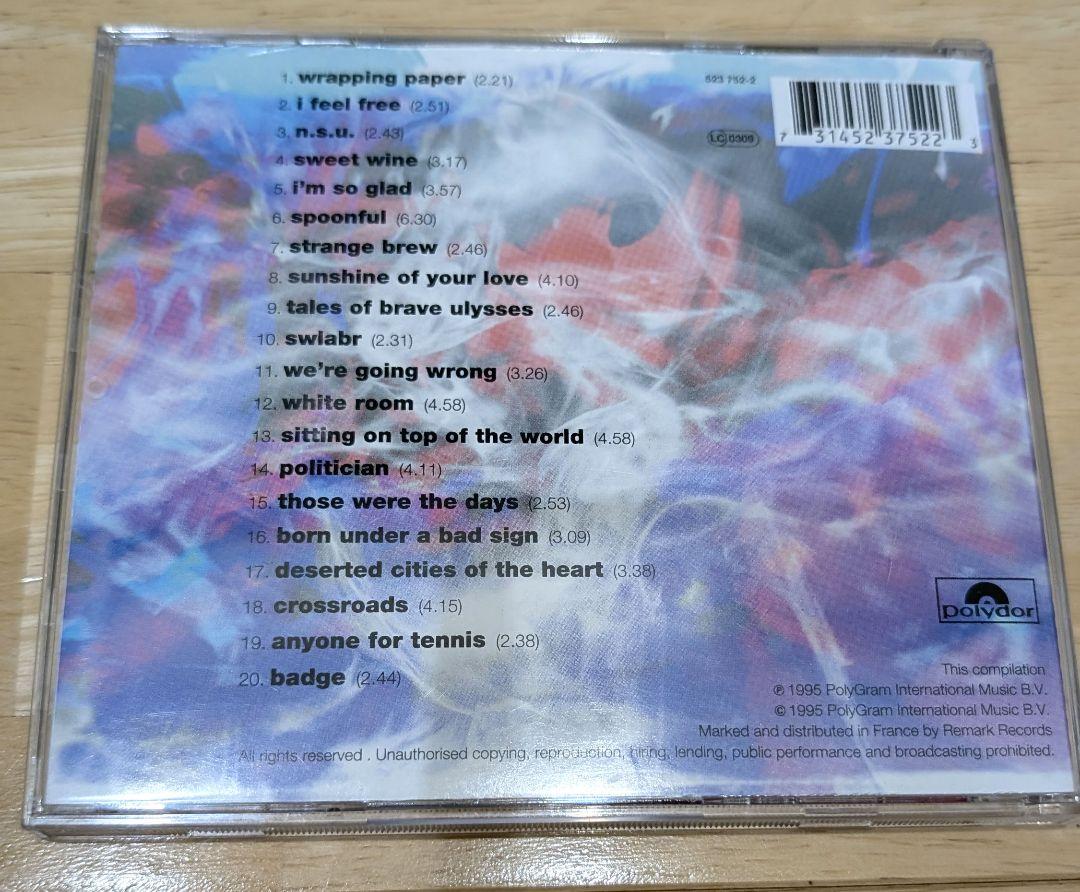 1. wrapping paper (2.21)
2. i feel free (2.51)
3. n.s.u. (2.43)
4. sweet wine (3.17)
5. i'm so glad (3.57)
6. spoonful (6.30)
7. strange brew (2.46)
8. sunshine of your love (4.10)
9. tales of brave ulysses (2.46)
10. swlabr (2.31)
11. we're going wrong (3.26)
12. white room (4.58)
13. sitting on top of the world (4.58)
14. politician (4.11)
15. those were the days (2.53)
16. born under a bad sign (3.09)
17. deserted cities of the heart (3.38)
18. crossroads (4.15)
19. anyone for tennis (2.38)
20. badge (2.44)
523 752-2
LC 0309
7 31452 37522 3
polydor
This compilation
℗ 1995 PolyGram International Music B.V.
© 1995 PolyGram International Music B.V.
Marked and distributed in France by Remark Records
All rights reserved . Unauthorised copying, reproduction, hiring, lending, public performance and broadcasting prohibited.